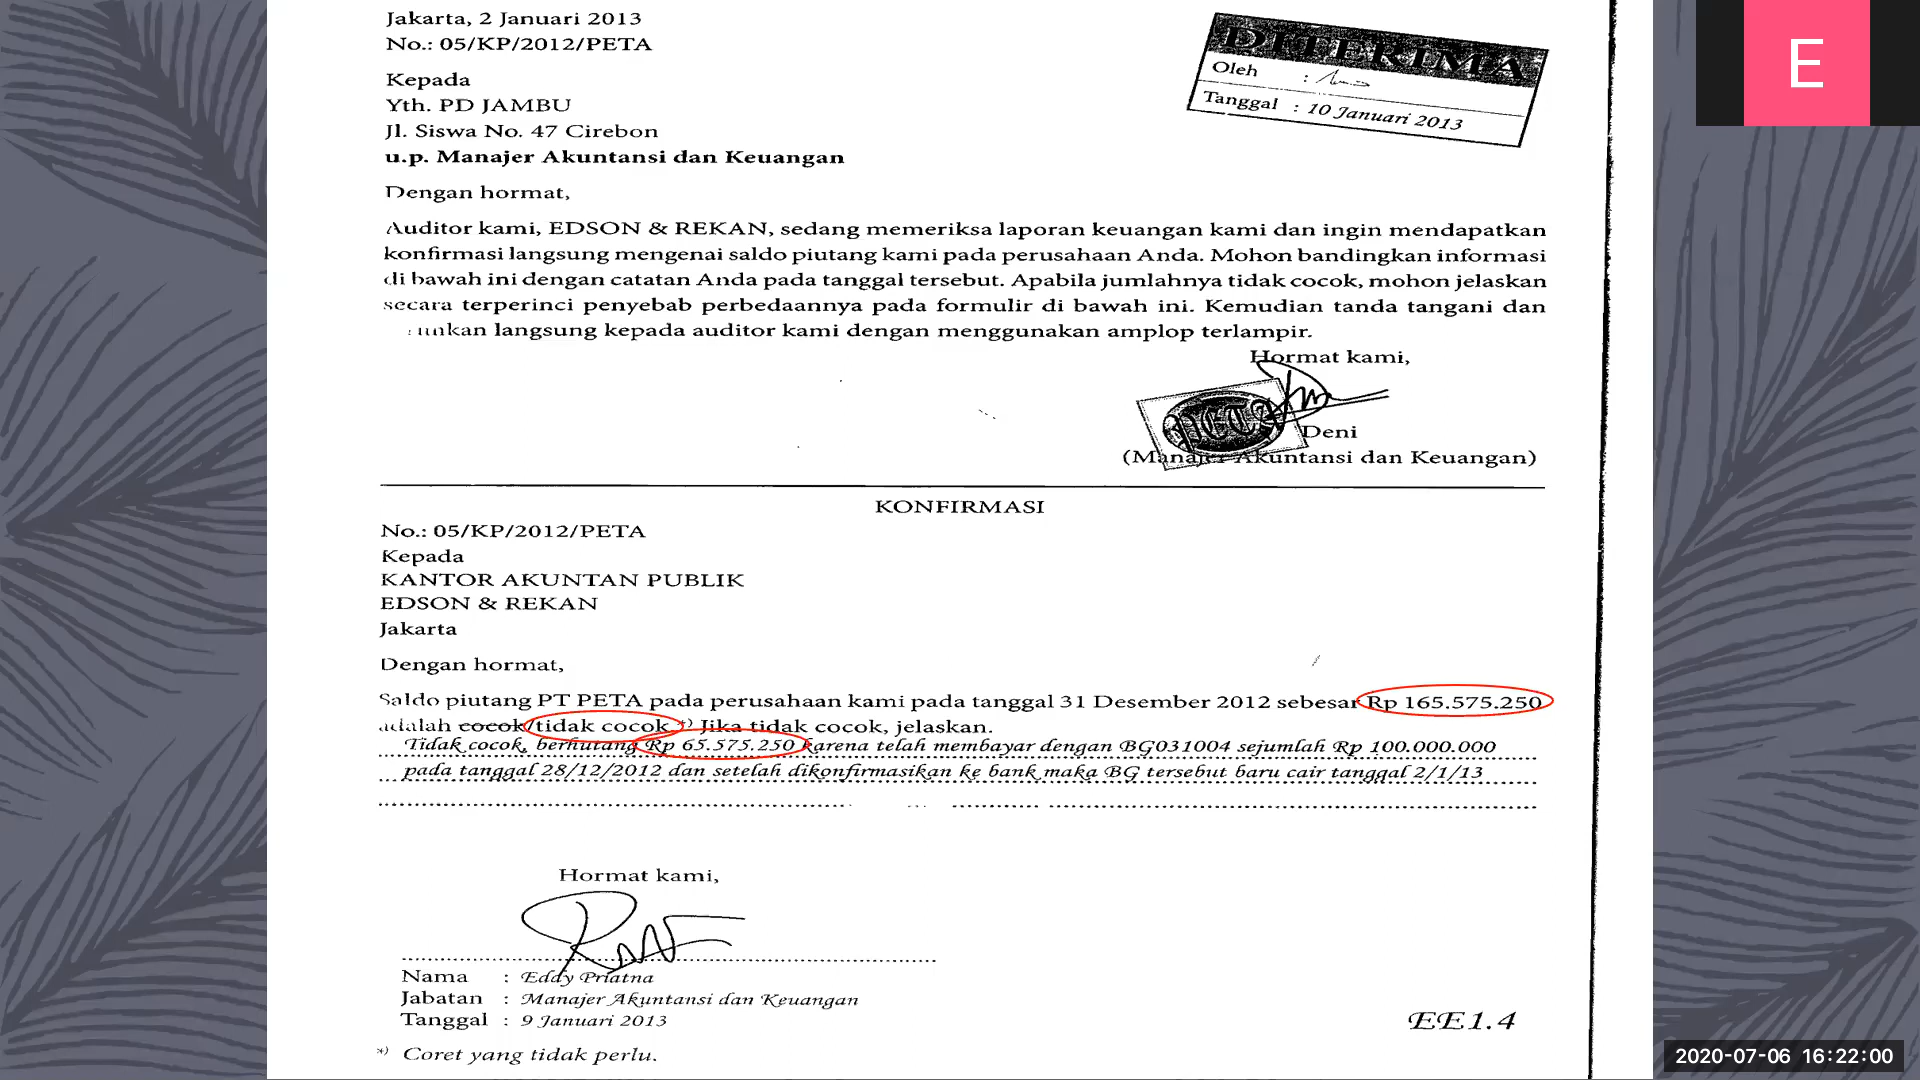 Jakarta, 2 Januari 2013
No.: 05/KP/2012/PETA
DITERIMA
Oleh :
Tanggal : 10 Januari 2013
E
Kepada
Yth. PD JAMBU
Jl. Siswa No. 47 Cirebon
u.p. Manajer Akuntansi dan Keuangan
Dengan hormat,
Auditor kami, EDSON & REKAN, sedang memeriksa laporan keuangan kami dan ingin mendapatkan
konfirmasi langsung mengenai saldo piutang kami pada perusahaan Anda. Mohon bandingkan informasi
di bawah ini dengan catatan Anda pada tanggal tersebut. Apabila jumlahnya tidak cocok, mohon jelaskan
secara terperinci penyebab perbedaannya pada formulir di bawah ini. Kemudian tanda tangani dan
langsung kepada auditor kami dengan menggunakan amplop terlampir.
Hormat kami,
PETA
Deni
(Manajer Akuntansi dan Keuangan)
KONFIRMASI
No.: 05/KP/2012/PETA
Kepada
KANTOR AKUNTAN PUBLIK
EDSON & REKAN
Jakarta
Dengan hormat,
Saldo piutang PT PETA pada perusahaan kami pada tanggal 31 Desember 2012 sebesar Rp 165.575.250
adalah cocok/tidak cocok *) Jika tidak cocok, jelaskan.
Tidak cocok, berhutang Rp 65.575.250 karena telah membayar dengan BG031004 sejumlah Rp 100.000.000
pada tanggal 28/12/2012 dan setelah dikonfirmasikan ke bank maka BG tersebut baru cair tanggal 2/1/13
Hormat kami,
Nama : Eddy Priatna
Jabatan : Manajer Akuntansi dan Keuangan
Tanggal : 9 Januari 2013
EE1.4
*) Coret yang tidak perlu.
2020-07-06 16:22:00